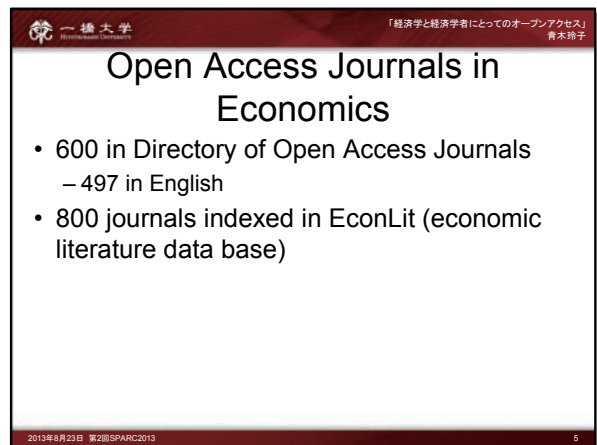 一橋大学
HITOTSUBASHI UNIVERSITY
「経済学と経済学者にとってのオープンアクセス」
青木玲子
Open Access Journals in
Economics
• 600 in Directory of Open Access Journals
– 497 in English
• 800 journals indexed in EconLit (economic
literature data base)
2013年8月23日 第2回SPARC2013
5